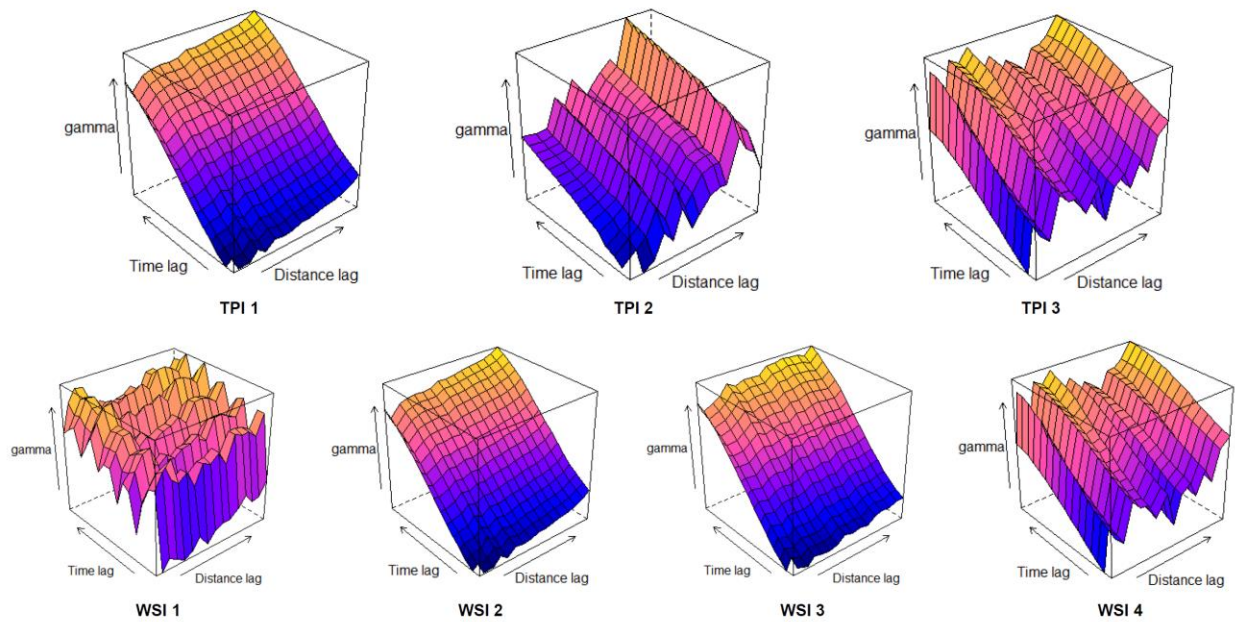 gamma
Time lag
Distance lag
TPI 1
gamma
Time lag
Distance lag
TPI 2
gamma
Time lag
Distance lag
TPI 3
gamma
Time lag
Distance lag
WSI 1
gamma
Time lag
Distance lag
WSI 2
gamma
Time lag
Distance lag
WSI 3
gamma
Time lag
Distance lag
WSI 4